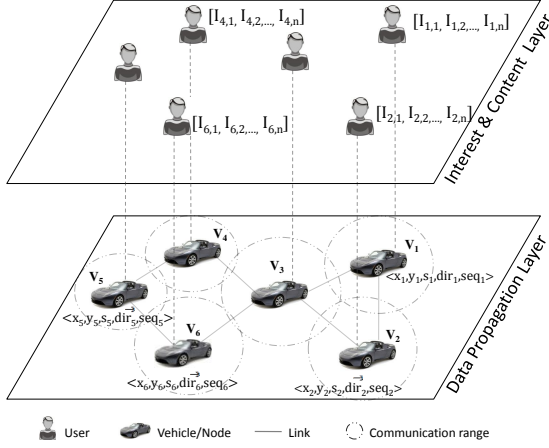 [I4,1, I4,2,..., I4,n]
[I1,1, I1,2,..., I1,n]
[I6,1, I6,2,..., I6,n]
[I2,1, I2,2,..., I2,n]
Interest & Content Layer
V4
V1
V3
<x1,y1,s1,dir1,seq1>
V5
<x5,y5,s5,dir5,seq5>
V6
V2
<x6,y6,s6,dir6,seq6>
<x2,y2,s2,dir2,seq2>
Data Propagation Layer
User
Vehicle/Node
Link
Communication range